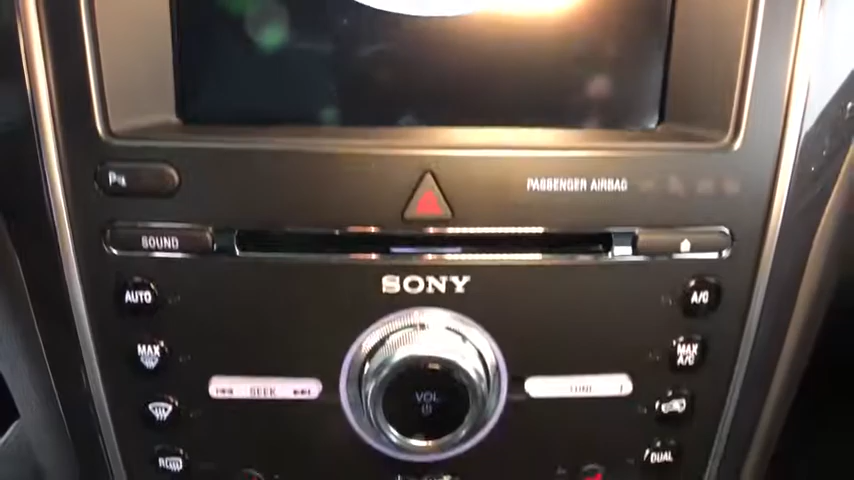 P
PASSENGER AIRBAG
SOUND
SONY
AUTO
A/C
MAX
MAX
A/C
SEEK
VOL
TUNE
R
DUAL